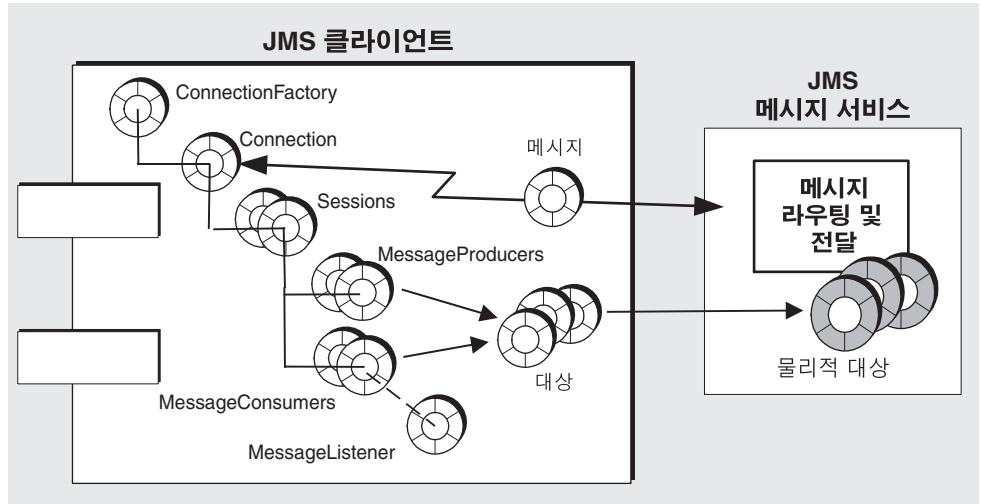 JMS 클라이언트
ConnectionFactory
Connection
메시지
Sessions
MessageProducers
대상
MessageConsumers
MessageListener
JMS
메시지 서비스
메시지
라우팅 및
전달
물리적 대상